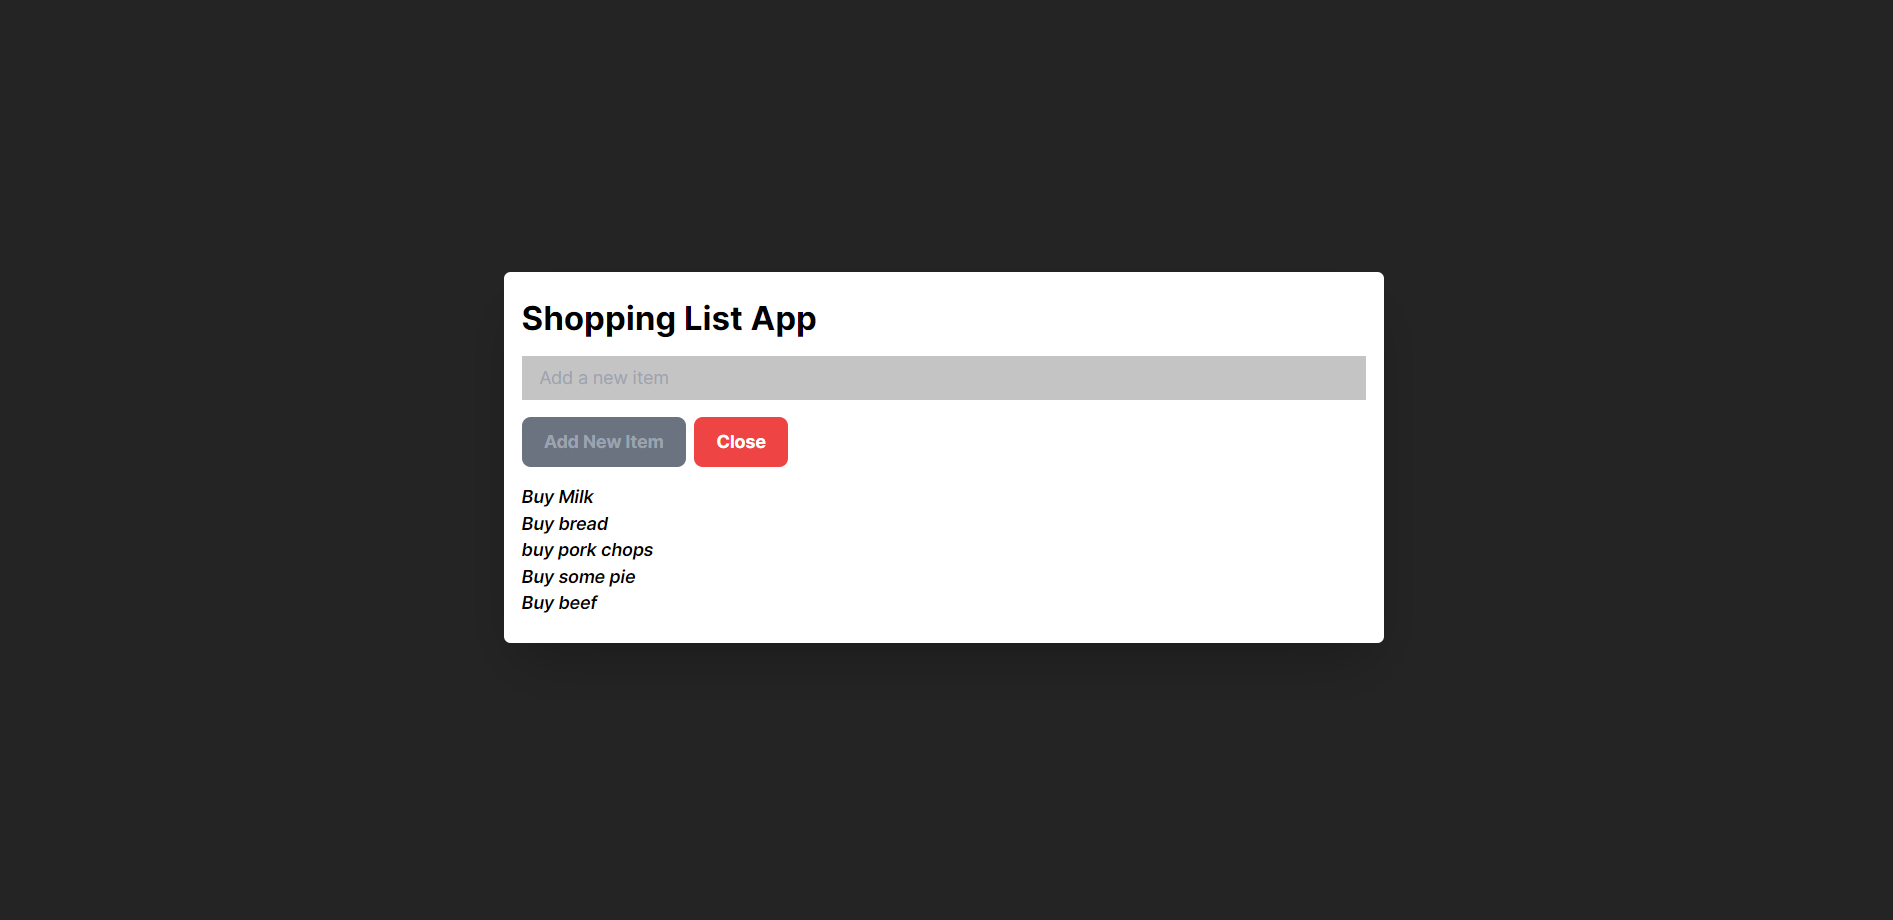 Shopping List App
Add a new item
Add New Item Close
Buy Milk
Buy bread
buy pork chops
Buy some pie
Buy beef